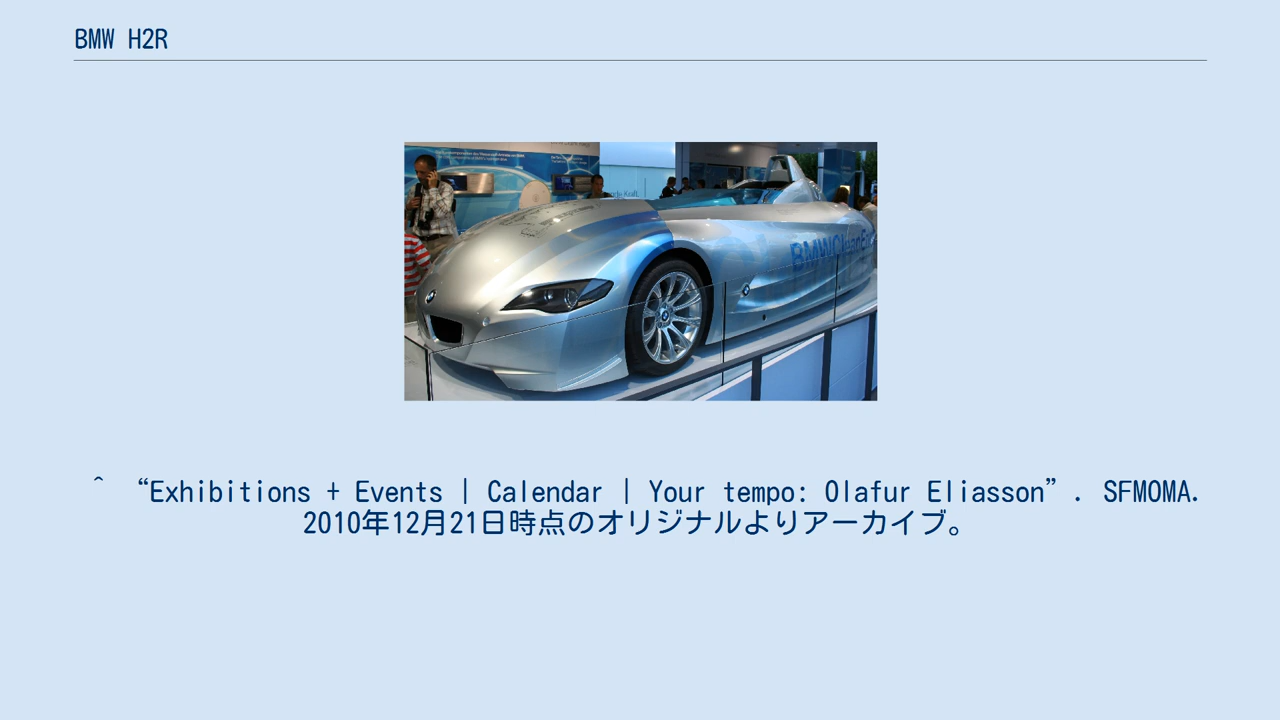 BMW H2R
BMWCleanEn
^ “Exhibitions + Events | Calendar | Your tempo: Olafur Eliasson”. SFMOMA.
2010年12月21日時点のオリジナルよりアーカイブ。